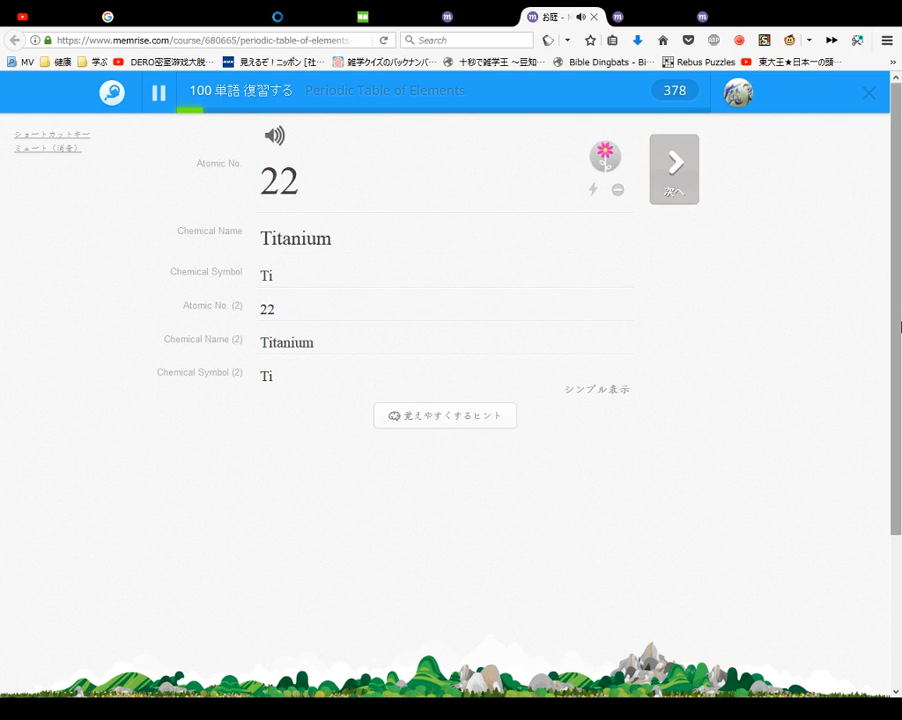 お庭 -
https://www.memrise.com/course/680665/periodic-table-of-elements-
Search
MV 健康 学ぶ DERO密室游戏大脱… 見えるぞ！ニッポン [社… 雑学クイズのバックナンバ… 十秒で雑学王 ～豆知… Bible Dingbats - Bi… Rebus Puzzles 東大王★日本一の頭…
100 単語 復習する Periodic Table of Elements 378
ショートカットキー
ミュート（消音）
Atomic No. 22
次へ
Chemical Name Titanium
Chemical Symbol Ti
Atomic No. (2) 22
Chemical Name (2) Titanium
Chemical Symbol (2) Ti
シンプル表示
覚えやすくするヒント